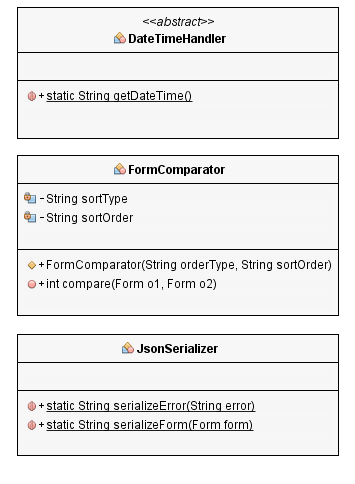 <<abstract>>
DateTimeHandler
+ static String getDateTime()
FormComparator
- String sortType
- String sortOrder
+ FormComparator(String orderType, String sortOrder)
+ int compare(Form o1, Form o2)
JsonSerializer
+ static String serializeError(String error)
+ static String serializeForm(Form form)